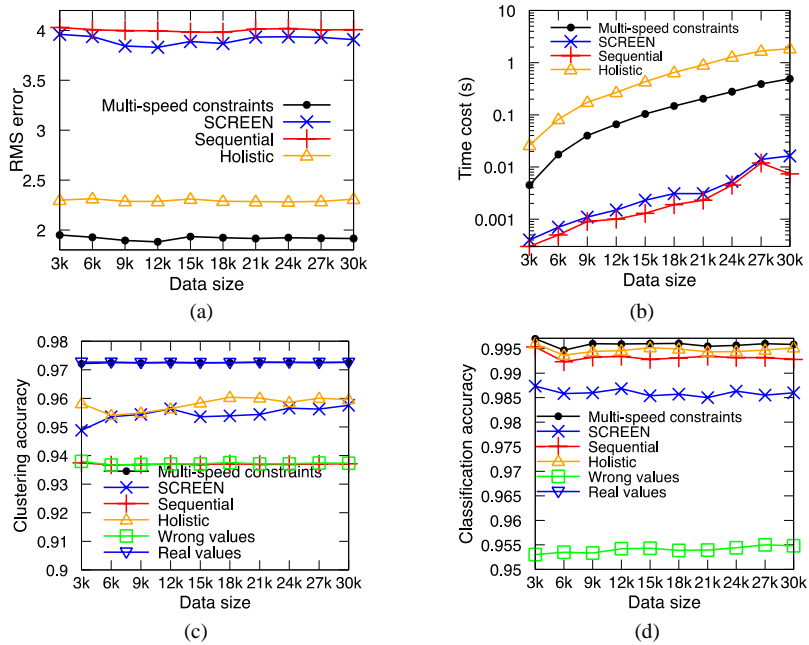 4
3.5
3
2.5
2
RMS error
Multi-speed constraints
SCREEN
Sequential
Holistic
3k 6k 9k 12k 15k 18k 21k 24k 27k 30k
Data size
(a)
10
1
0.1
0.01
0.001
Time cost (s)
Multi-speed constraints
SCREEN
Sequential
Holistic
3k 6k 9k 12k 15k 18k 21k 24k 27k 30k
Data size
(b)
0.98
0.97
0.96
0.95
0.94
0.93
0.92
0.91
0.9
Clustering accuracy
Multi-speed constraints
SCREEN
Sequential
Holistic
Wrong values
Real values
3k 6k 9k 12k 15k 18k 21k 24k 27k 30k
Data size
(c)
0.995
0.99
0.985
0.98
0.975
0.97
0.965
0.96
0.955
0.95
Classification accuracy
Multi-speed constraints
SCREEN
Sequential
Holistic
Wrong values
Real values
3k 6k 9k 12k 15k 18k 21k 24k 27k 30k
Data size
(d)